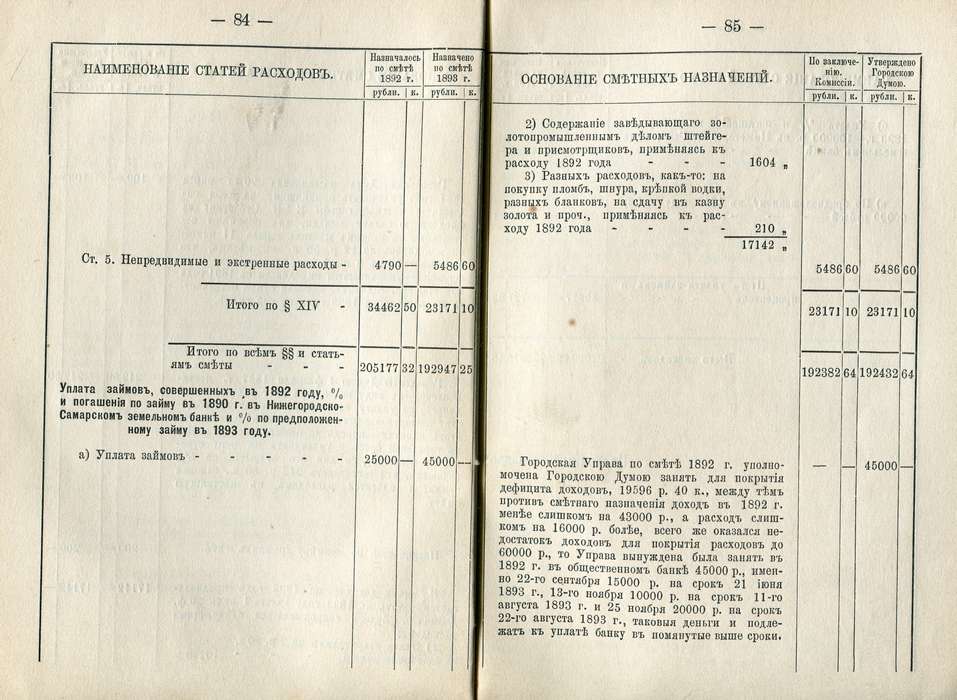 — 84 —
НАИМЕНОВАНІЕ СТАТЕЙ РАСХОДОВЪ.
Назначалось по смѣтѣ 1892 г.
Назначено по смѣтѣ 1893 г.
рубли. к. рубли. к.
Ст. 5. Непредвидимые и экстренные расходы - 4790 — 5486 60
Итого по § XIV - 34462 50 23171 10
Итого по всѣмъ §§ и стать-
ямъ смѣты - - - 205177 32 192947 25
Уплата займовъ, совершенныхъ въ 1892 году, %
и погашенія по займу въ 1890 г. въ Нижегородско-
Самарскомъ земельномъ банкѣ и % по предположен-
ному займу въ 1893 году.
а) Уплата займовъ - - - - - 25000 — 45000 —
— 85 —
ОСНОВАНІЕ СМѢТНЫХЪ НАЗНАЧЕНІЙ.
По заключе-
нію.
Комиссіи.
Утверждено
Городскою
Думою.
рубли. к. рубли. к.
2) Содержаніе завѣдывающаго зо-
лотопромышленнымъ дѣломъ штейге-
ра и присмотрщиковъ, примѣняясь къ
расходу 1892 года - - - 1604 „
3) Разныхъ расходовъ, какъ-то: на
покупку пломбъ, шнура, крѣпкой водки,
разныхъ бланковъ, на сдачу въ казну
золота и проч., примѣняясь къ рас-
ходу 1892 года - - - - 210 „
17142 „
5486 60 5486 60
23171 10 23171 10
192382 64 192432 64
— — 45000 —
Городская Управа по смѣтѣ 1892 г. уполно-
мочена Городскою Думою занять для покрытія
дефицита доходовъ, 19596 р. 40 к., между тѣмъ
противъ смѣтнаго назначенія доходъ въ 1892 г.
менѣе слишкомъ на 43000 р., а расходъ слиш-
комъ на 16000 р. болѣе, всего же оказался не-
достатокъ доходовъ для покрытія расходовъ до
60000 р., то Управа вынуждена была занять въ
1892 г. въ общественномъ банкѣ 45000 р., имен-
но 22-го сентября 15000 р. на срокъ 21 іюня
1893 г., 13-го ноября 10000 р. на срокъ 11-го
августа 1893 г. и 25 ноября 20000 р. на срокъ
22-го августа 1893 г., таковыя деньги и подле-
жатъ къ уплатѣ банку въ помянутые выше сроки.